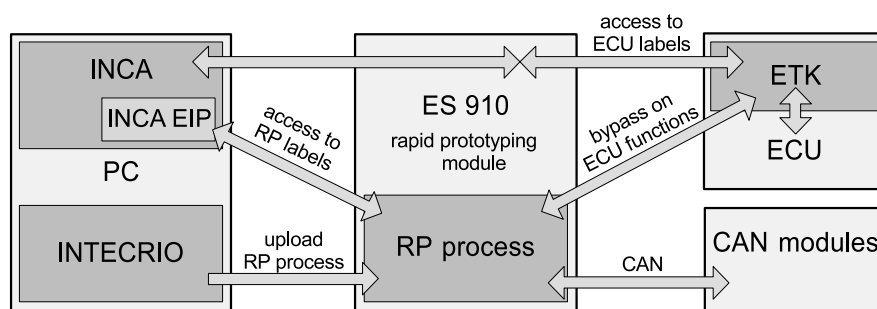 INCA
INCA EIP
PC
INTECRIO
access to
RP labels
upload
RP process
ES 910
rapid prototyping
module
RP process
access to
ECU labels
bypass on
ECU functions
CAN
ETK
ECU
CAN modules